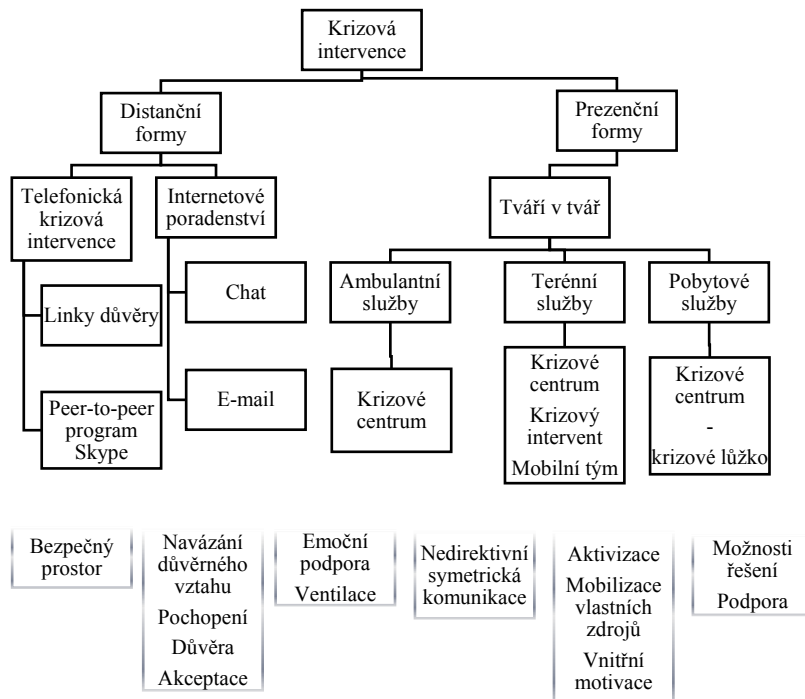 Krizová
intervence
Distanční
formy
Prezenční
formy
Telefonická
krizová
intervence
Internetové
poradenství
Tváří v tvář
Linky důvěry
Chat
Peer-to-peer
program
Skype
E-mail
Ambulantní
služby
Terénní
služby
Pobytové
služby
Krizové
centrum
Krizové
centrum
Krizový
intervent
Mobilní tým
Krizové
centrum
-
krizové lůžko
Bezpečný
prostor
Navázání
důvěrného
vztahu
Pochopení
Důvěra
Akceptace
Emoční
podpora
Ventilace
Nedirektivní
symetrická
komunikace
Aktivizace
Mobilizace
vlastních
zdrojů
Vnitřní
motivace
Možnosti
řešení
Podpora